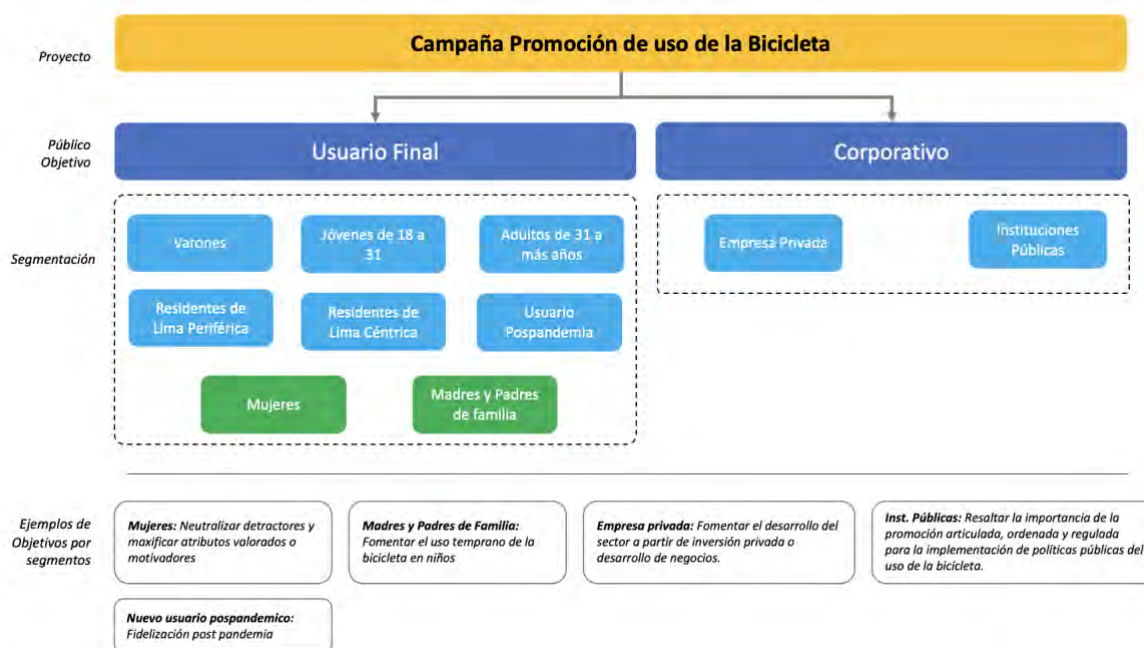 Proyecto
Campaña Promoción de uso de la Bicicleta
Público
Objetivo
Usuario Final
Corporativo
Segmentación
Varones
Jóvenes de 18 a
31
Adultos de 31 a
más años
Empresa Privada
Instituciones
Públicas
Residentes de
Lima Periférica
Residentes de
Lima Céntrica
Usuario
Pospandemia
Mujeres
Madres y Padres
de familia
Ejemplos de
Objetivos por
segmentos
Mujeres: Neutralizar detractores y
maxificar atributos valorados o
motivadores
Madres y Padres de Familia:
Fomentar el uso temprano de la
bicicleta en niños
Empresa privada: Fomentar el desarrollo del
sector a partir de inversión privada o
desarrollo de negocios.
Inst. Públicas: Resaltar la importancia de la
promoción articulada, ordenada y regulada
para la implementación de políticas públicas del
uso de la bicicleta.
Nuevo usuario pospandemico:
Fidelización post pandemia